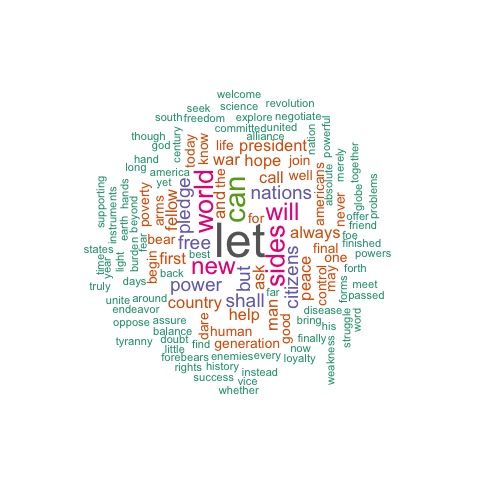 welcome
seek science revolution
south freedom explore negotiate
though century committed united nation powerful
god today know life president alliance
hand war hope join merely together
long america yet pledge world and the can call well americans absolute globe problems
supporting instruments hands poverty arms fellow nations never offer
earth beyond free for will friend
states burden fear bear let sides always foe finished
time year light begin first best final one powers
truly days back new but ask far citizens peace control may forms forth
unite around power shall man meet passed
endeavor country help good disease struggle word
oppose assure dare human bring his
tyranny balance doubt find generation finally now weakness
little forebears enemies every loyalty
rights history instead
success vice
whether